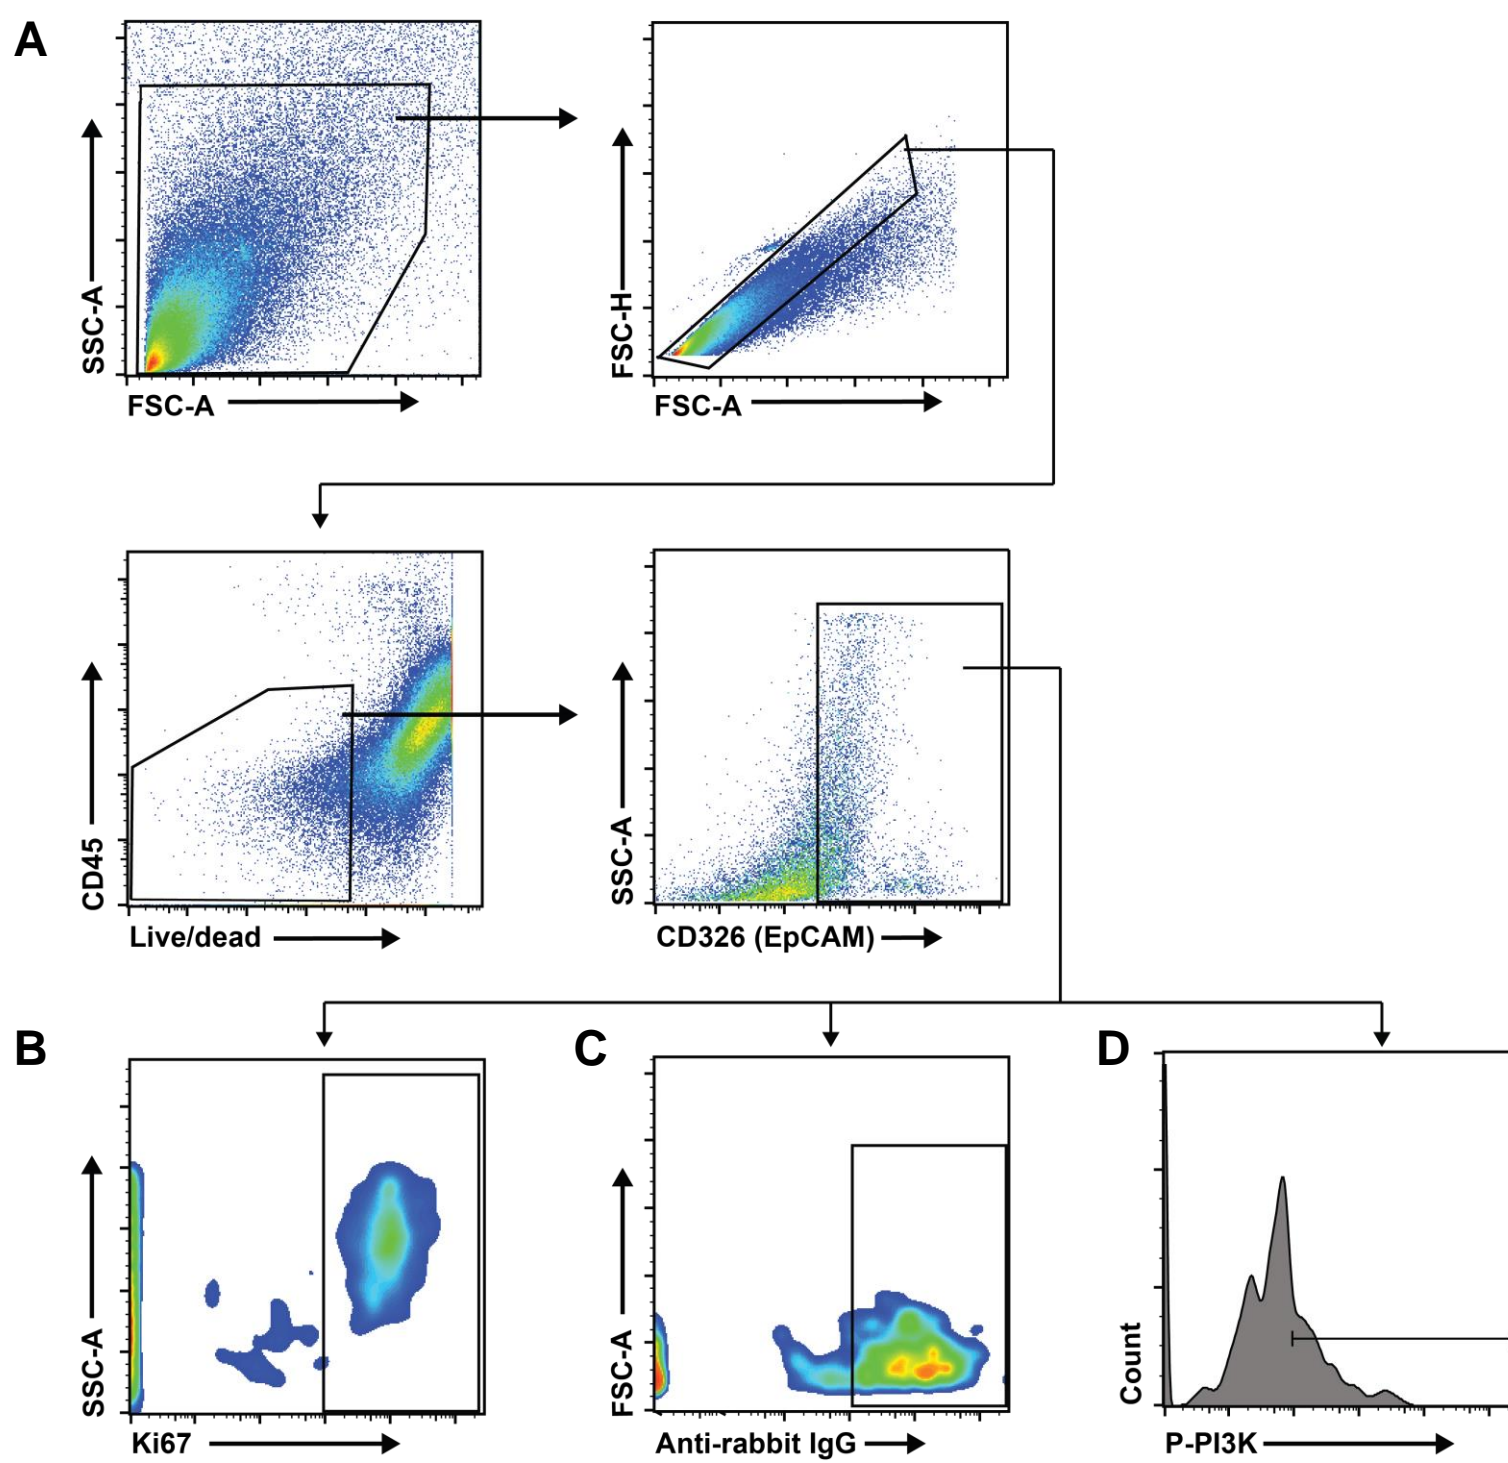 A
SSC-A
FSC-A
FSC-H
FSC-A
CD45
Live/dead
SSC-A
CD326 (EpCAM)
B
SSC-A
Ki67
C
FSC-A
Anti-rabbit IgG
D
Count
P-PI3K